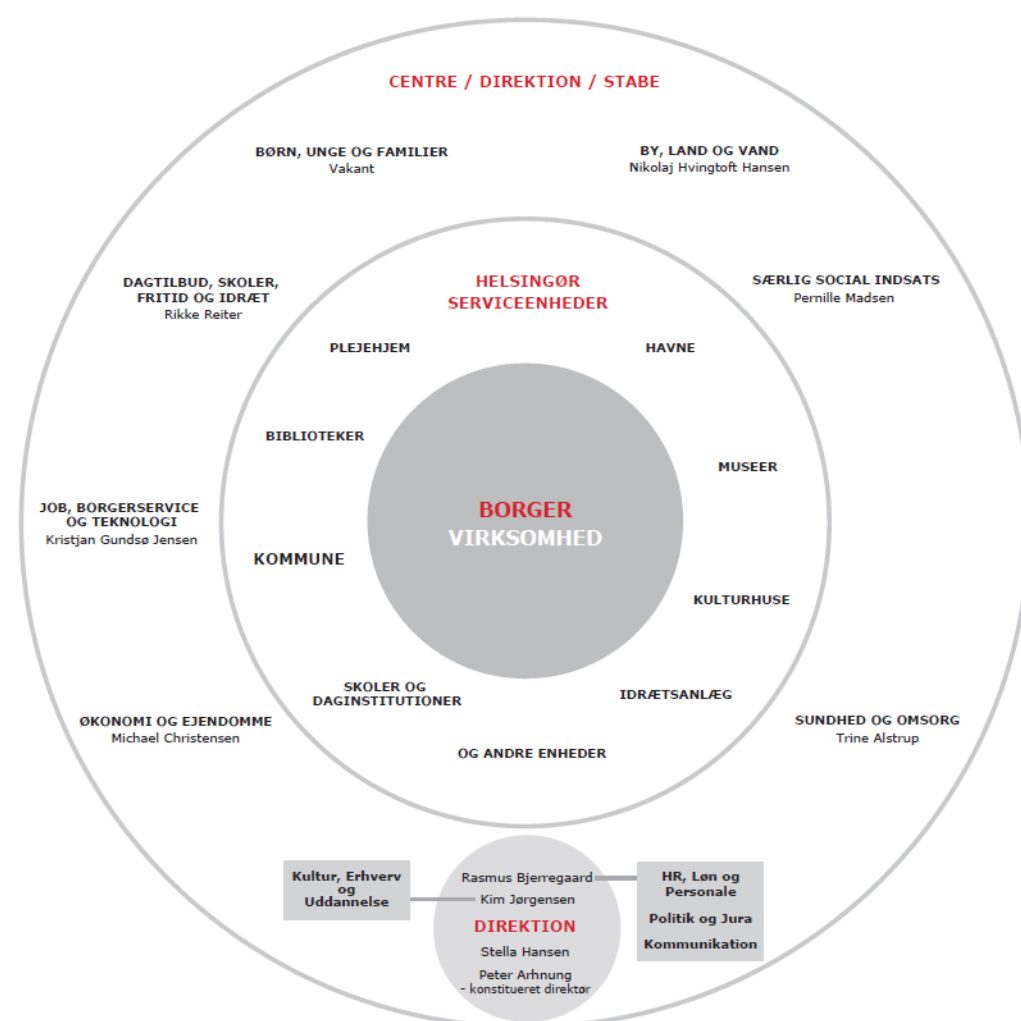 CENTRE / DIREKTION / STABE
BØRN, UNGE OG FAMILIER
Vakant
BY, LAND OG VAND
Nikolaj Hvingtoft Hansen
DAGTILBUD, SKOLER,
FRITID OG IDRÆT
Rikke Reiter
HELSINGØR
SERVICEENHEDER
SÆRLIG SOCIAL INDSATS
Pernille Madsen
PLEJEHJEM
HAVNE
BIBLIOTEKER
MUSEER
JOB, BORGERSERVICE
OG TEKNOLOGI
Kristjan Gundsø Jensen
BORGER
VIRKSOMHED
KOMMUNE
KULTURHUSE
SKOLER OG
DAGINSTITUTIONER
IDRÆTSANLÆG
ØKONOMI OG EJENDOMME
Michael Christensen
SUNDHED OG OMSORG
Trine Alstrup
OG ANDRE ENHEDER
Kultur, Erhverv
og
Uddannelse
Rasmus Bjerregaard
Kim Jørgensen
DIREKTION
Stella Hansen
Peter Arhnung
- konstitueret direktør
HR, Løn og
Personale
Politik og Jura
Kommunikation